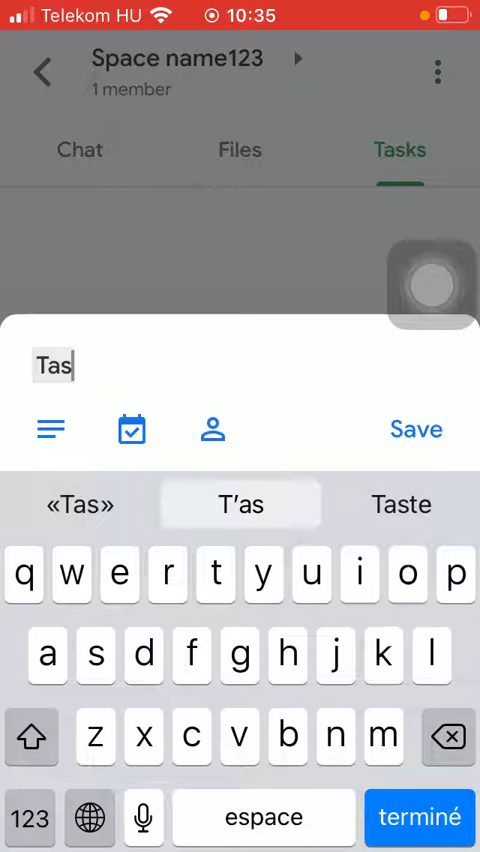 Telekom HU 10:35
Space name123
1 member
Chat Files Tasks
Tas
Save
«Tas» T’as Taste
q w e r t y u i o p
a s d f g h j k l
z x c v b n m
123 espace terminé